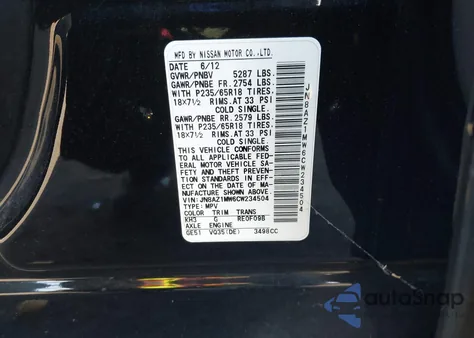 MFD BY NISSAN MOTOR CO.,LTD.
DATE 6/12
GVWR/PNBV 5287 LBS.
GAWR/PNBE FR. 2754 LBS.
WITH P235/65R18 TIRES,
18X7½ RIMS, AT 33 PSI
COLD SINGLE.
GAWR/PNBE RR. 2579 LBS.
WITH P235/65R18 TIRES,
18X7½ RIMS, AT 33 PSI
COLD SINGLE.
THIS VEHICLE CONFORMS
TO ALL APPLICABLE FED-
ERAL MOTOR VEHICLE SA-
FETY AND THEFT PREVEN-
TION STANDARDS IN EFF-
ECT ON THE DATE OF MA-
NUFACTURE SHOWN ABOVE.
VIN:JN8AZ1MW6CW234504
TYPE: MPV
COLOR TRIM TRANS
KH3 G RE0F09B
AXLE ENGINE
GE51 VQ35(DE) 3498CC
JN8AZ1MW6CW234504
autoSnap